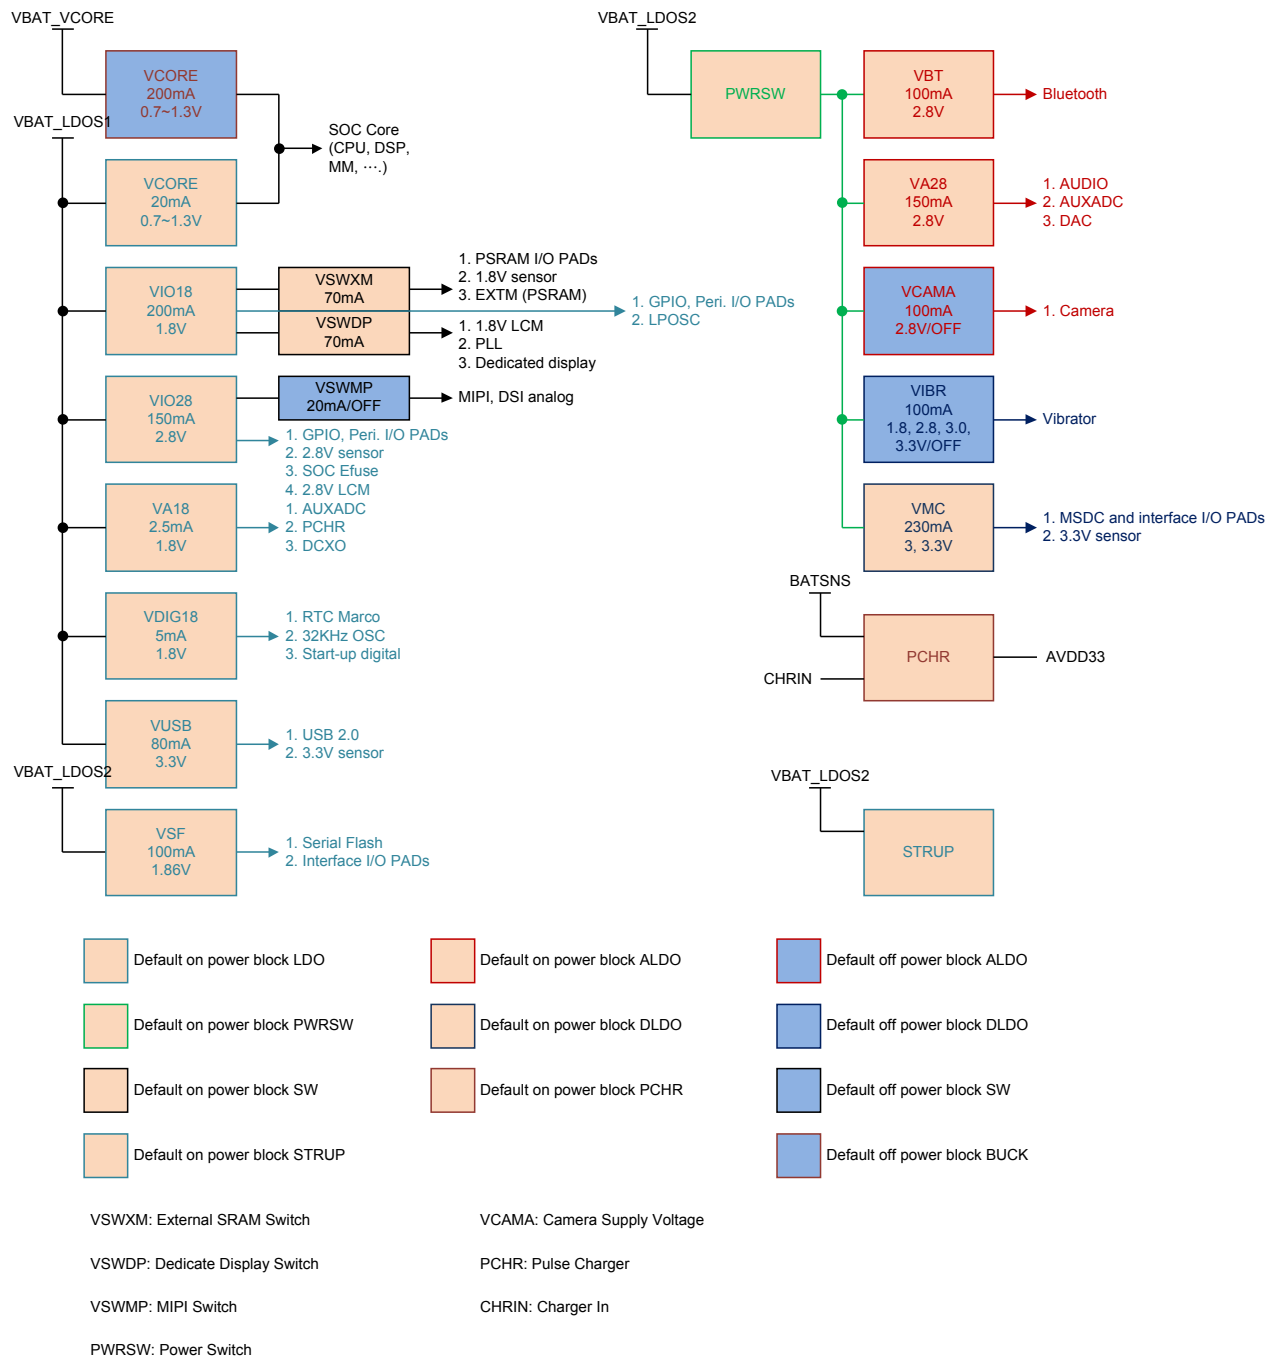 VBAT_VCORE
VCORE
200mA
0.7~1.3V
VBAT_LDOS1
SOC Core
(CPU, DSP,
MM, ….)
VCORE
20mA
0.7~1.3V
VIO18
200mA
1.8V
VSWXM
70mA
1. PSRAM I/O PADs
2. 1.8V sensor
3. EXTM (PSRAM)
1. GPIO, Peri. I/O PADs
2. LPOSC
VSWDP
70mA
1. 1.8V LCM
2. PLL
3. Dedicated display
VIO28
150mA
2.8V
VSWMP
20mA/OFF
MIPI, DSI analog
1. GPIO, Peri. I/O PADs
2. 2.8V sensor
3. SOC Efuse
4. 2.8V LCM
VA18
2.5mA
1.8V
1. AUXADC
2. PCHR
3. DCXO
VDIG18
5mA
1.8V
1. RTC Marco
2. 32KHz OSC
3. Start-up digital
VUSB
80mA
3.3V
1. USB 2.0
2. 3.3V sensor
VBAT_LDOS2
VSF
100mA
1.86V
1. Serial Flash
2. Interface I/O PADs
VBAT_LDOS2
PWRSW
VBT
100mA
2.8V
Bluetooth
VA28
150mA
2.8V
1. AUDIO
2. AUXADC
3. DAC
VCAMA
100mA
2.8V/OFF
1. Camera
VIBR
100mA
1.8, 2.8, 3.0,
3.3V/OFF
Vibrator
VMC
230mA
3, 3.3V
1. MSDC and interface I/O PADs
2. 3.3V sensor
BATSNS
CHRIN
PCHR
AVDD33
VBAT_LDOS2
STRUP
Default on power block LDO
Default on power block ALDO
Default off power block ALDO
Default on power block PWRSW
Default on power block DLDO
Default off power block DLDO
Default on power block SW
Default on power block PCHR
Default off power block SW
Default on power block STRUP
Default off power block BUCK
VSWXM: External SRAM Switch
VCAMA: Camera Supply Voltage
VSWDP: Dedicate Display Switch
PCHR: Pulse Charger
VSWMP: MIPI Switch
CHRIN: Charger In
PWRSW: Power Switch